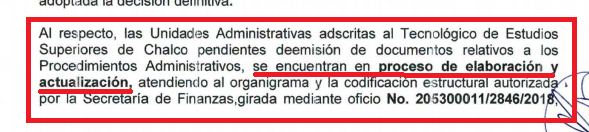 adoptada la decisión definitiva.
Al respecto, las Unidades Administrativas adscritas al Tecnológico de Estudios
Superiores de Chalco pendientes deemisión de documentos relativos a los
Procedimientos Administrativos, se encuentran en proceso de elaboración y
actualización, atendiendo al organigrama y la codificación estructural autorizada
por la Secretaría de Finanzas,girada mediante oficio No. 205300011/2846/2018,